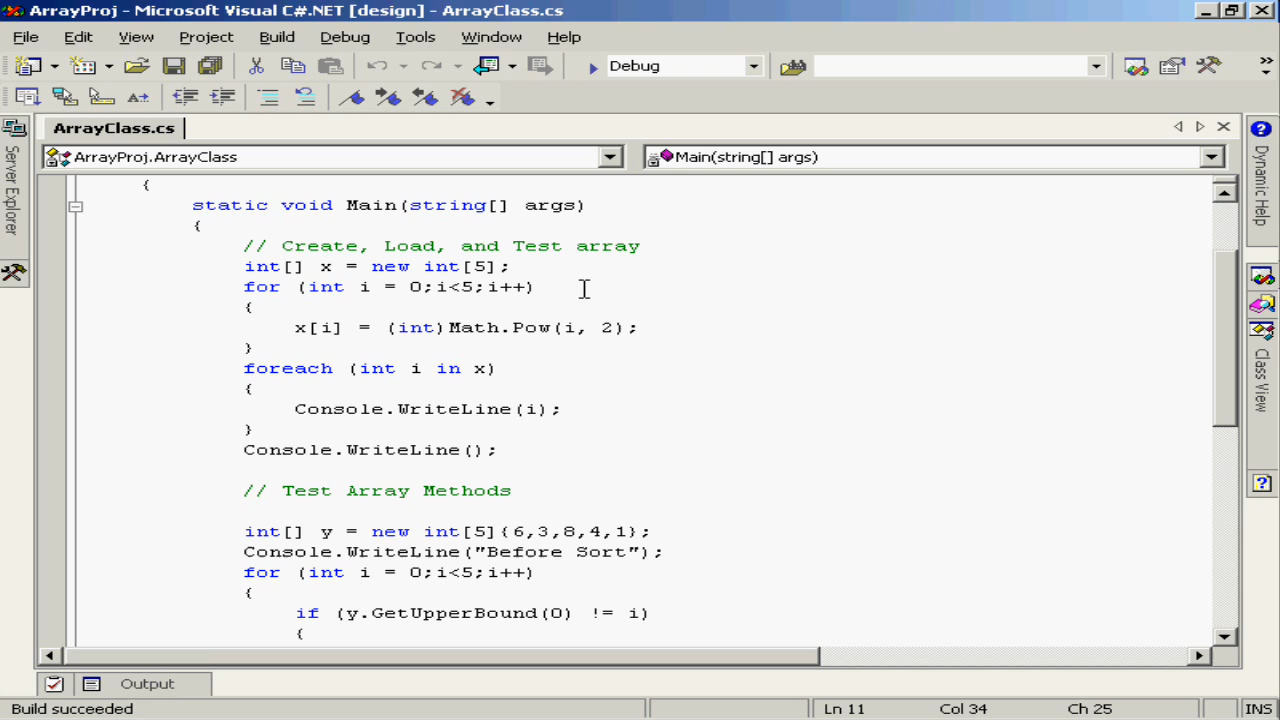 ArrayProj - Microsoft Visual C#.NET [design] - ArrayClass.cs
File Edit View Project Build Debug Tools Window Help
Debug
ArrayClass.cs
ArrayProj.ArrayClass
Main(string[] args)
Server Explorer
{
static void Main(string[] args)
{
// Create, Load, and Test array
int[] x = new int[5];
for (int i = 0;i<5;i++)
{
x[i] = (int)Math.Pow(i, 2);
}
foreach (int i in x)
{
Console.WriteLine(i);
}
Console.WriteLine();
// Test Array Methods
int[] y = new int[5]{6,3,8,4,1};
Console.WriteLine("Before Sort");
for (int i = 0;i<5;i++)
{
if (y.GetUpperBound(0) != i)
{
Dynamic Help
Class View
Output
Build succeeded
Ln 11 Col 34 Ch 25 INS